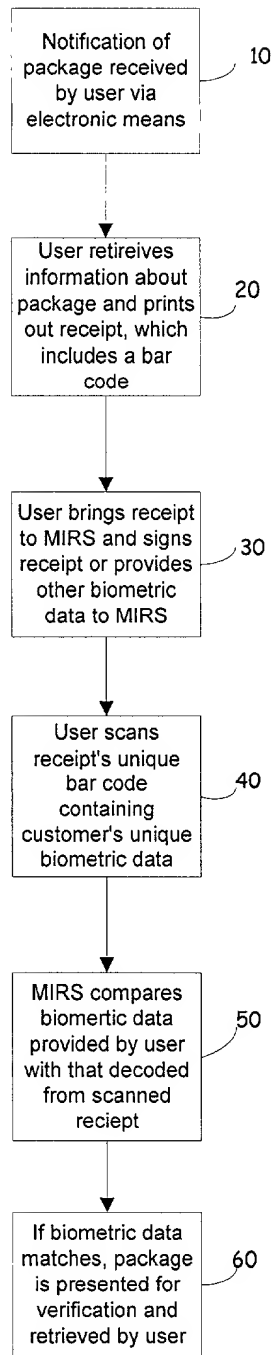 Notification of
package received
by user via
electronic means
10
User retireives
information about
package and prints
out receipt, which
includes a bar
code
20
User brings receipt
to MIRS and signs
receipt or provides
other biometric
data to MIRS
30
User scans
receipt's unique
bar code
containing
customer's unique
biometric data
40
MIRS compares
biomertic data
provided by user
with that decoded
from scanned
reciept
50
If biometric data
matches, package
is presented for
verification and
retrieved by user
60